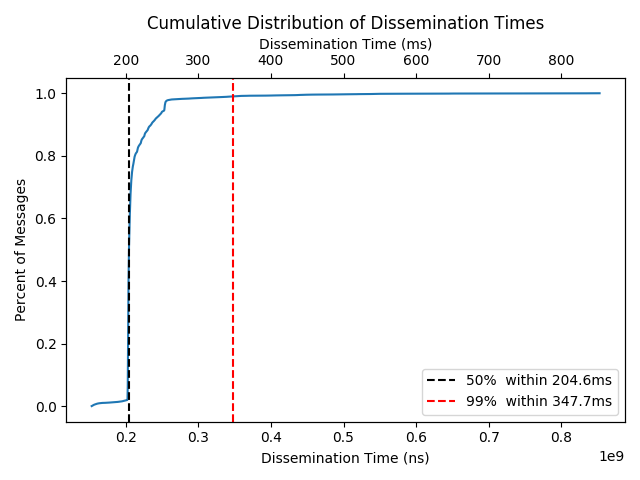 Cumulative Distribution of Dissemination Times
Dissemination Time (ms)
200 300 400 500 600 700 800
1.0
0.8
0.6
0.4
0.2
0.0
Percent of Messages
50%  within 204.6ms
99%  within 347.7ms
0.2 0.3 0.4 0.5 0.6 0.7 0.8
1e9
Dissemination Time (ns)